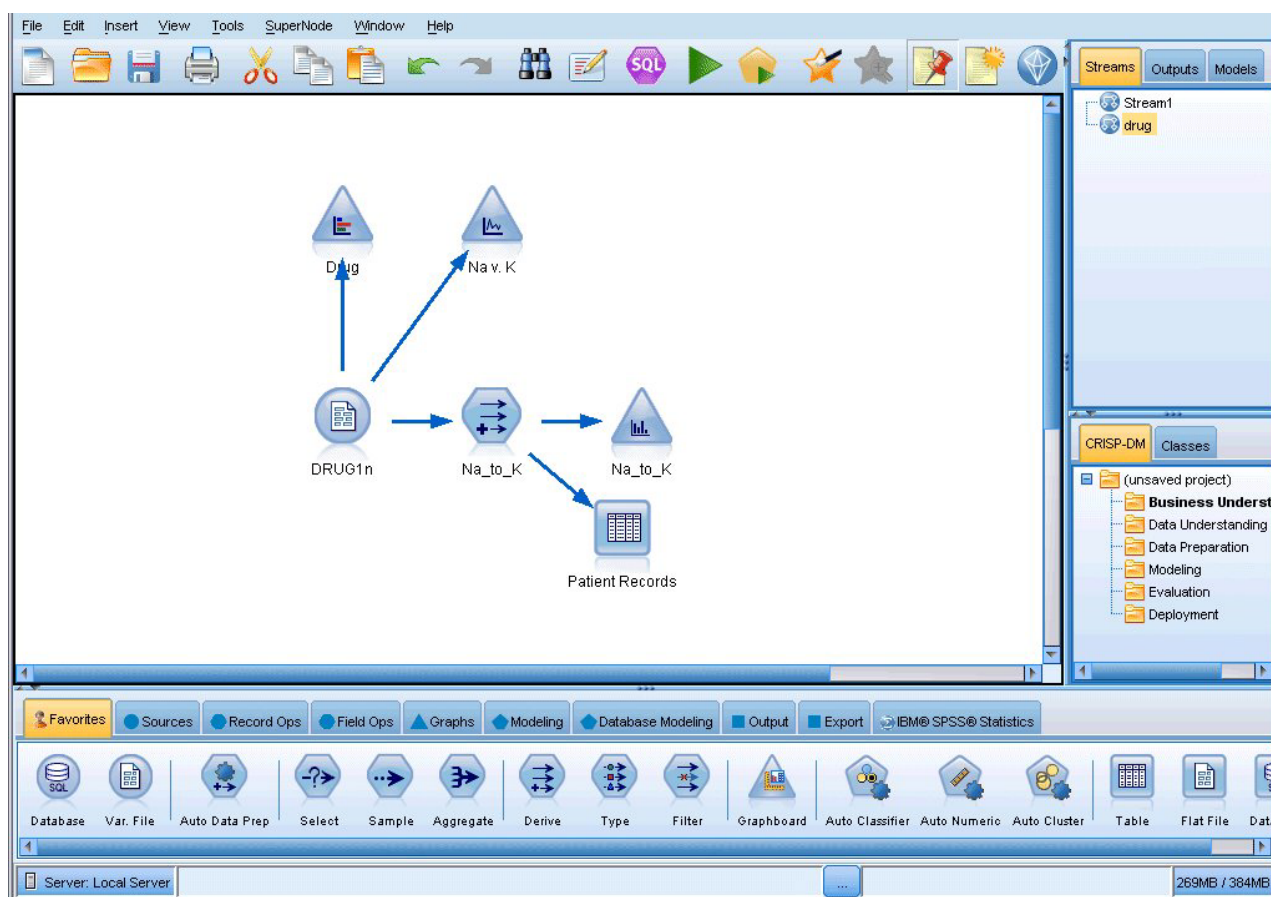 File Edit Insert View Tools SuperNode Window Help
SQL
Streams Outputs Models
Stream1
drug
Drug
Na v. K
DRUG1n
Na_to_K
Na_to_K
Patient Records
CRISP-DM Classes
(unsaved project)
Business Underst
Data Understanding
Data Preparation
Modeling
Evaluation
Deployment
Favorites Sources Record Ops Field Ops Graphs Modeling Database Modeling Output Export IBM® SPSS® Statistics
SQL
Database Var. File Auto Data Prep Select Sample Aggregate Derive Type Filter Graphboard Auto Classifier Auto Numeric Auto Cluster Table Flat File Data
Server: Local Server ... 269MB / 384MB